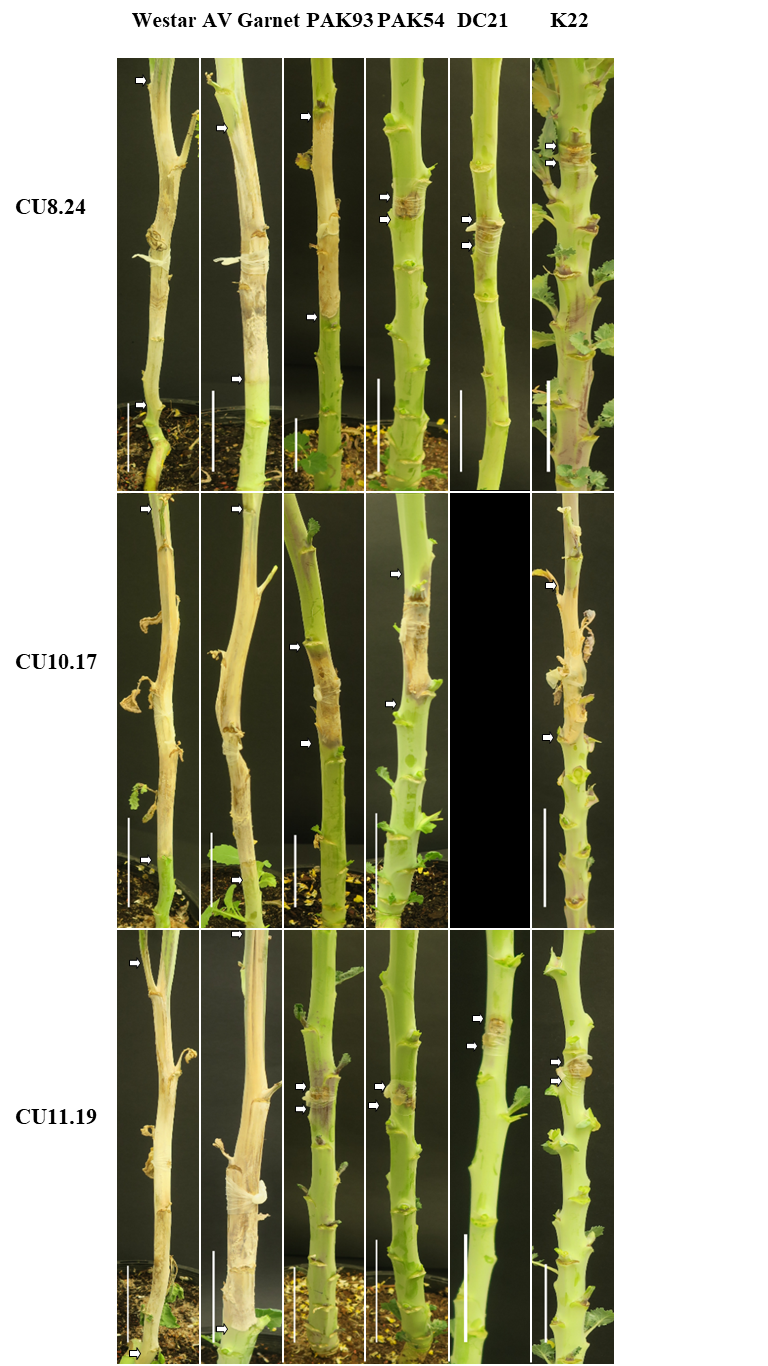 Westar AV Garnet PAK93 PAK54 DC21 K22
CU8.24
CU10.17
CU11.19